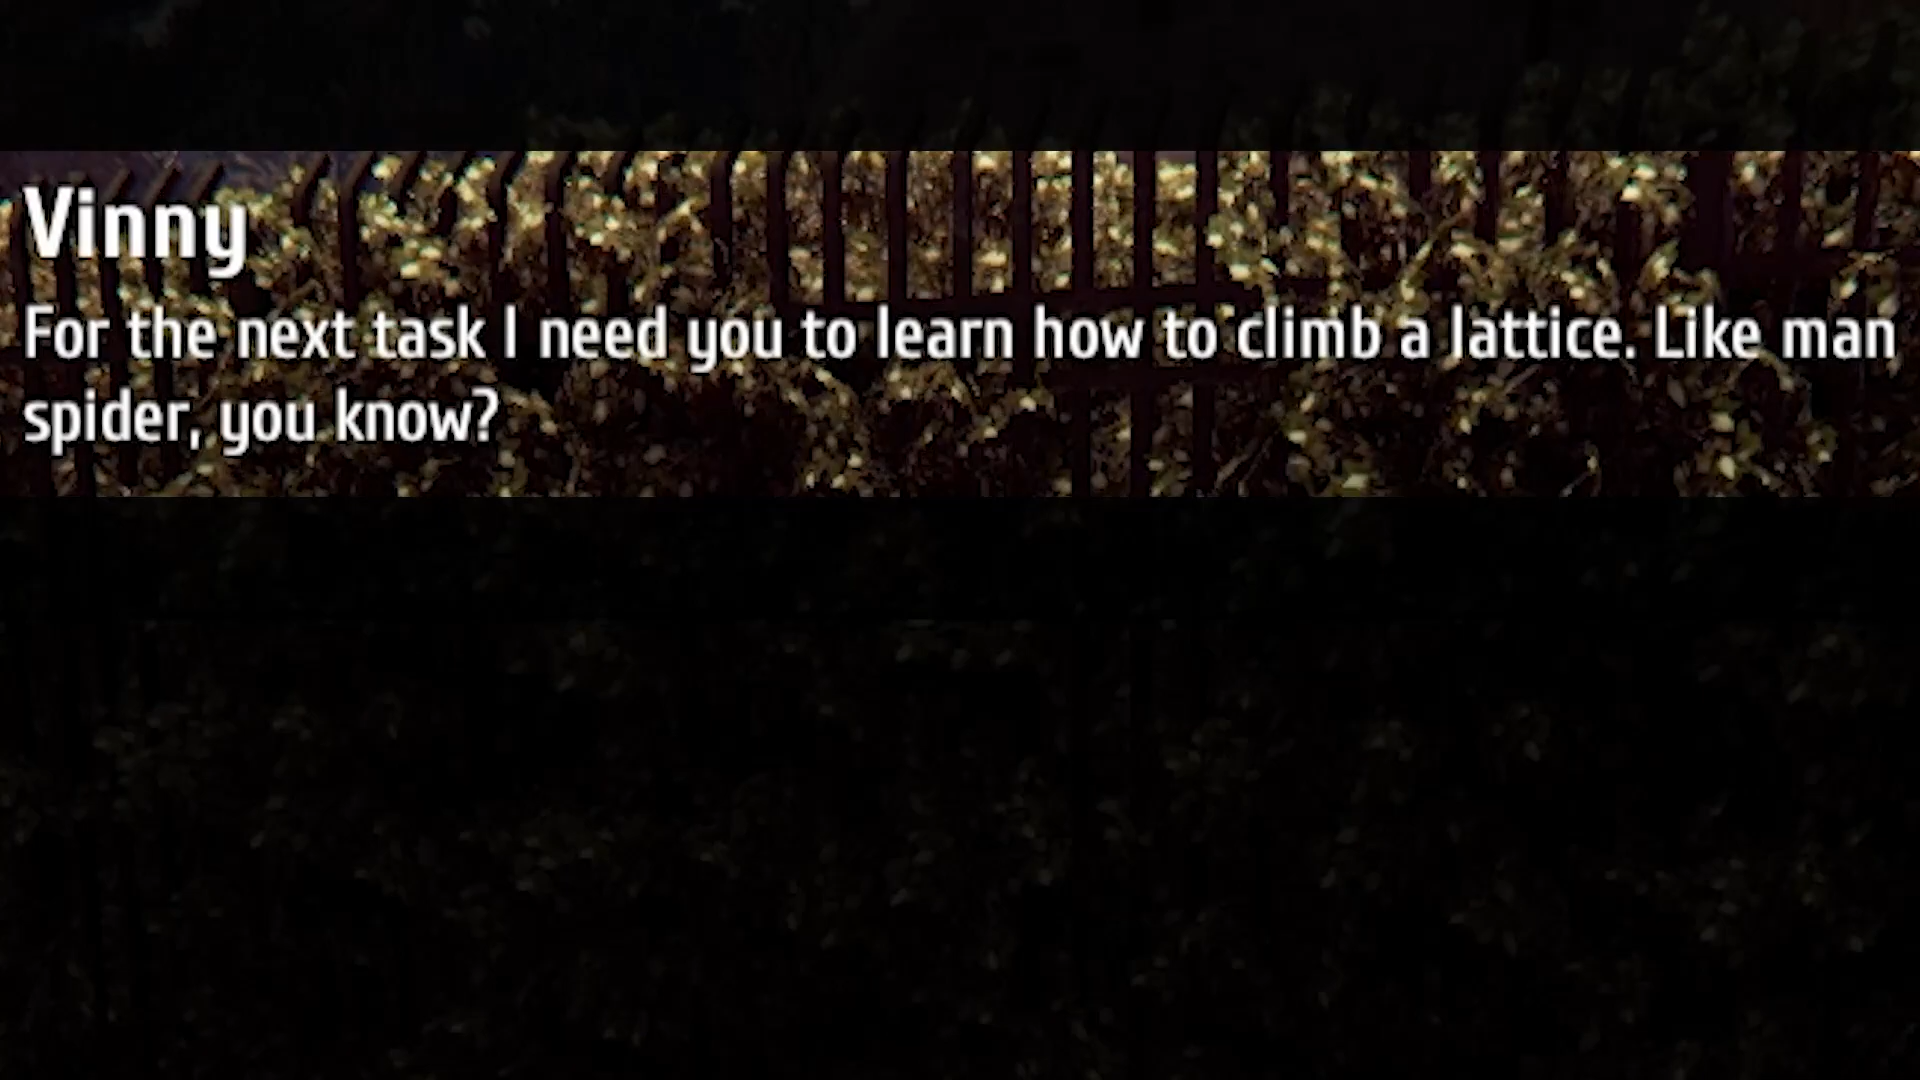 Vinny
For the next task I need you to learn how to climb a lattice. Like man
spider, you know?